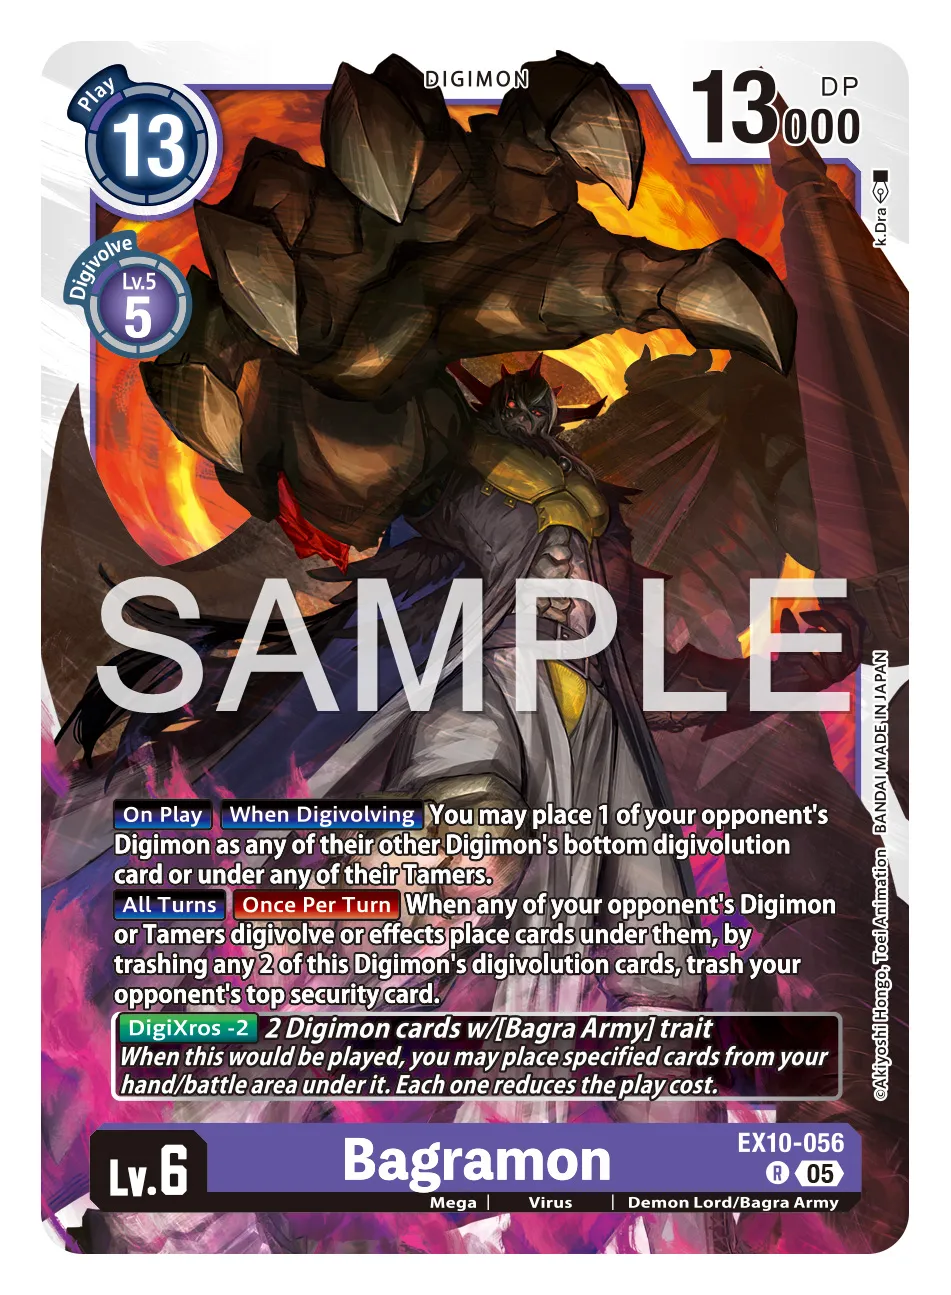 DIGIMON
Play
13
13000
DP
Digivolve
Lv.5
5
k.Dra
SAMPLE
BANDAI MADE IN JAPAN
©Akiyoshi Hongo, Toei Animation
On Play When Digivolving You may place 1 of your opponent's
Digimon as any of their other Digimon's bottom digivolution
card or under any of their Tamers.
All Turns Once Per Turn When any of your opponent's Digimon
or Tamers digivolve or effects place cards under them, by
trashing any 2 of this Digimon's digivolution cards, trash your
opponent's top security card.
DigiXros -2 2 Digimon cards w/[Bagra Army] trait
When this would be played, you may place specified cards from your
hand/battle area under it. Each one reduces the play cost.
Lv.6
Bagramon
EX10-056
R 05
Mega | Virus | Demon Lord/Bagra Army